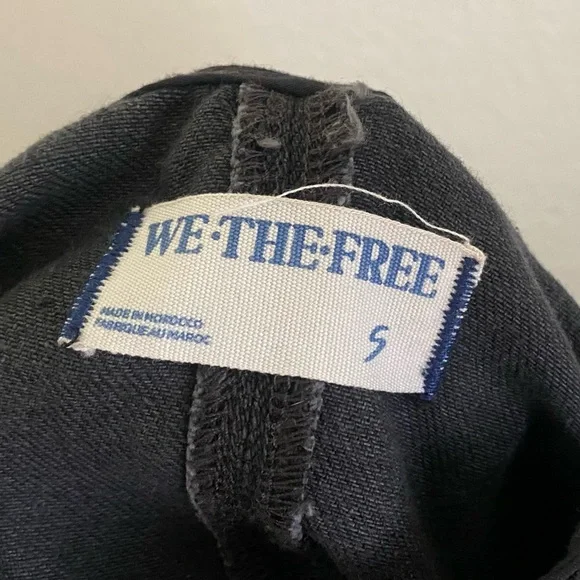 WE·THE·FREE
MADE IN MOROCCO
FABRIQUE AU MAROC
S